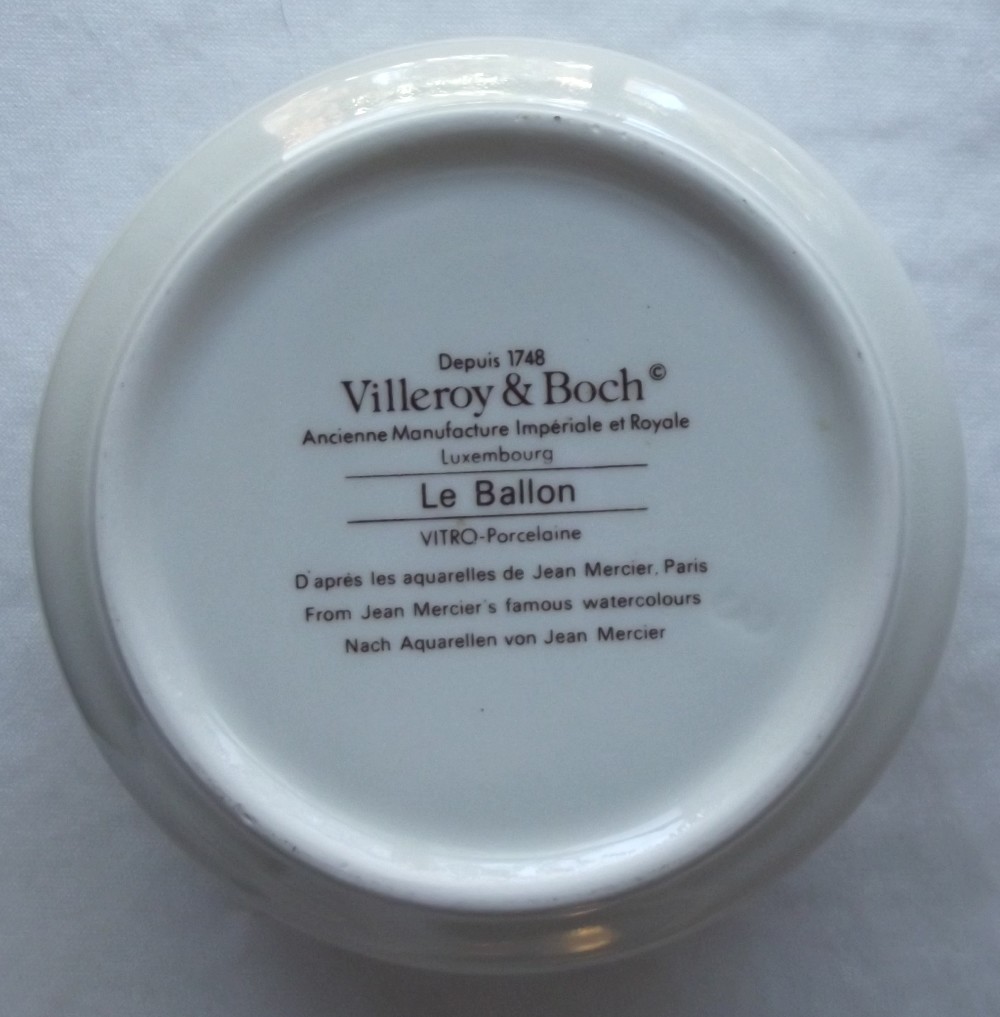 Depuis 1748
Villeroy & Boch©
Ancienne Manufacture Impériale et Royale
Luxembourg
Le Ballon
VITRO-Porcelaine
D'aprés les aquarelles de Jean Mercier. Paris
From Jean Mercier's famous watercolours
Nach Aquarellen von Jean Mercier